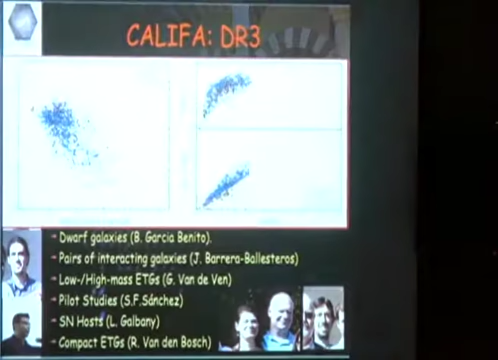 CALIFA: DR3
- Dwarf galaxies (B. Garcia Benito).
- Pairs of interacting galaxies (J. Barrera-Ballesteros)
- Low-/High-mass ETGs (G. Van de Ven)
- Pilot Studies (S.F.Sánchez)
- SN Hosts (L. Galbany)
- Compact ETGs (R. Van den Bosch)